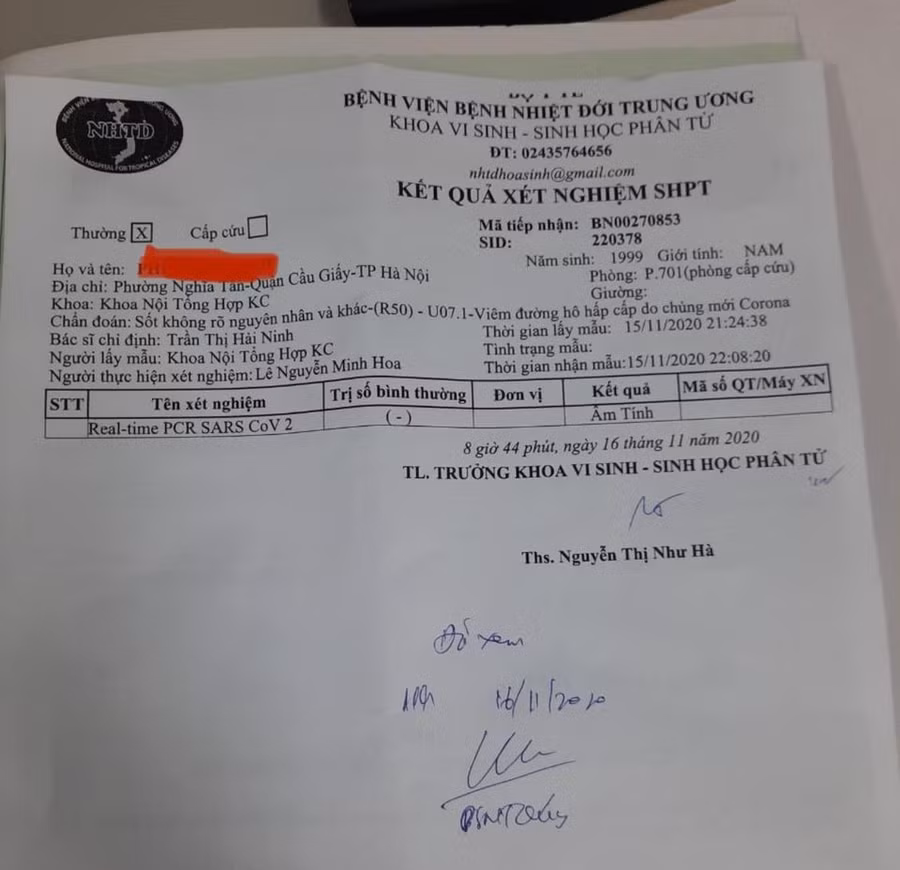 BỆNH VIỆN BỆNH NHIỆT ĐỚI TRUNG ƯƠNG
KHOA VI SINH - SINH HỌC PHÂN TỬ
ĐT: 02435764656
nhtdhoasinh@gmail.com
KẾT QUẢ XÉT NGHIỆM SHPT
NHTD
NATIONAL HOSPITAL FOR TROPICAL DISEASES
Thường X Cấp cứu
Mã tiếp nhận: BN00270853
SID: 220378
Họ và tên:
Năm sinh: 1999 Giới tính: NAM
Địa chỉ: Phường Nghĩa Tân-Quận Cầu Giấy-TP Hà Nội
Phòng: P.701(phòng cấp cứu)
Khoa: Khoa Nội Tổng Hợp KC
Giường:
Chẩn đoán: Sốt không rõ nguyên nhân và khác-(R50) - U07.1-Viêm đường hô hấp cấp do chủng mới Corona
Bác sĩ chỉ định: Trần Thị Hải Ninh
Thời gian lấy mẫu: 15/11/2020 21:24:38
Người lấy mẫu: Khoa Nội Tổng Hợp KC
Tình trạng mẫu:
Người thực hiện xét nghiệm: Lê Nguyễn Minh Hoa
Thời gian nhận mẫu:15/11/2020 22:08:20
STT Tên xét nghiệm Trị số bình thường Đơn vị Kết quả Mã số QT/Máy XN
Real-time PCR SARS CoV 2 (-) Âm Tính
8 giờ 44 phút, ngày 16 tháng 11 năm 2020
TL. TRƯỞNG KHOA VI SINH - SINH HỌC PHÂN TỬ
Ths. Nguyễn Thị Như Hà
Đã xem
16/11/2020